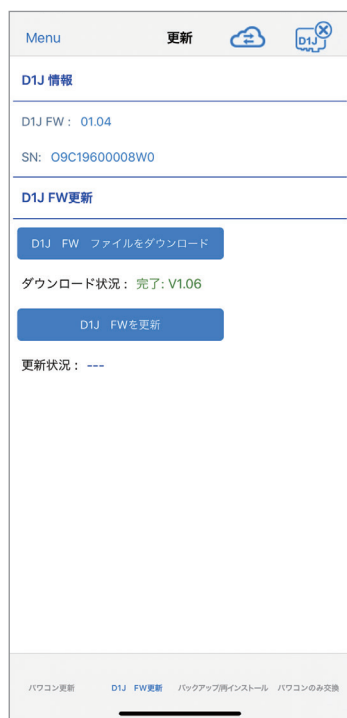 Menu 更新 D1J
D1J 情報
D1J FW： 01.04
SN: O9C19600008W0
D1J FW更新
D1J FW ファイルをダウンロード
ダウンロード状況： 完了: V1.06
D1J FWを更新
更新状況： ---
パワコン更新 D1J FW更新 バックアップ/再インストール パワコンのみ交換